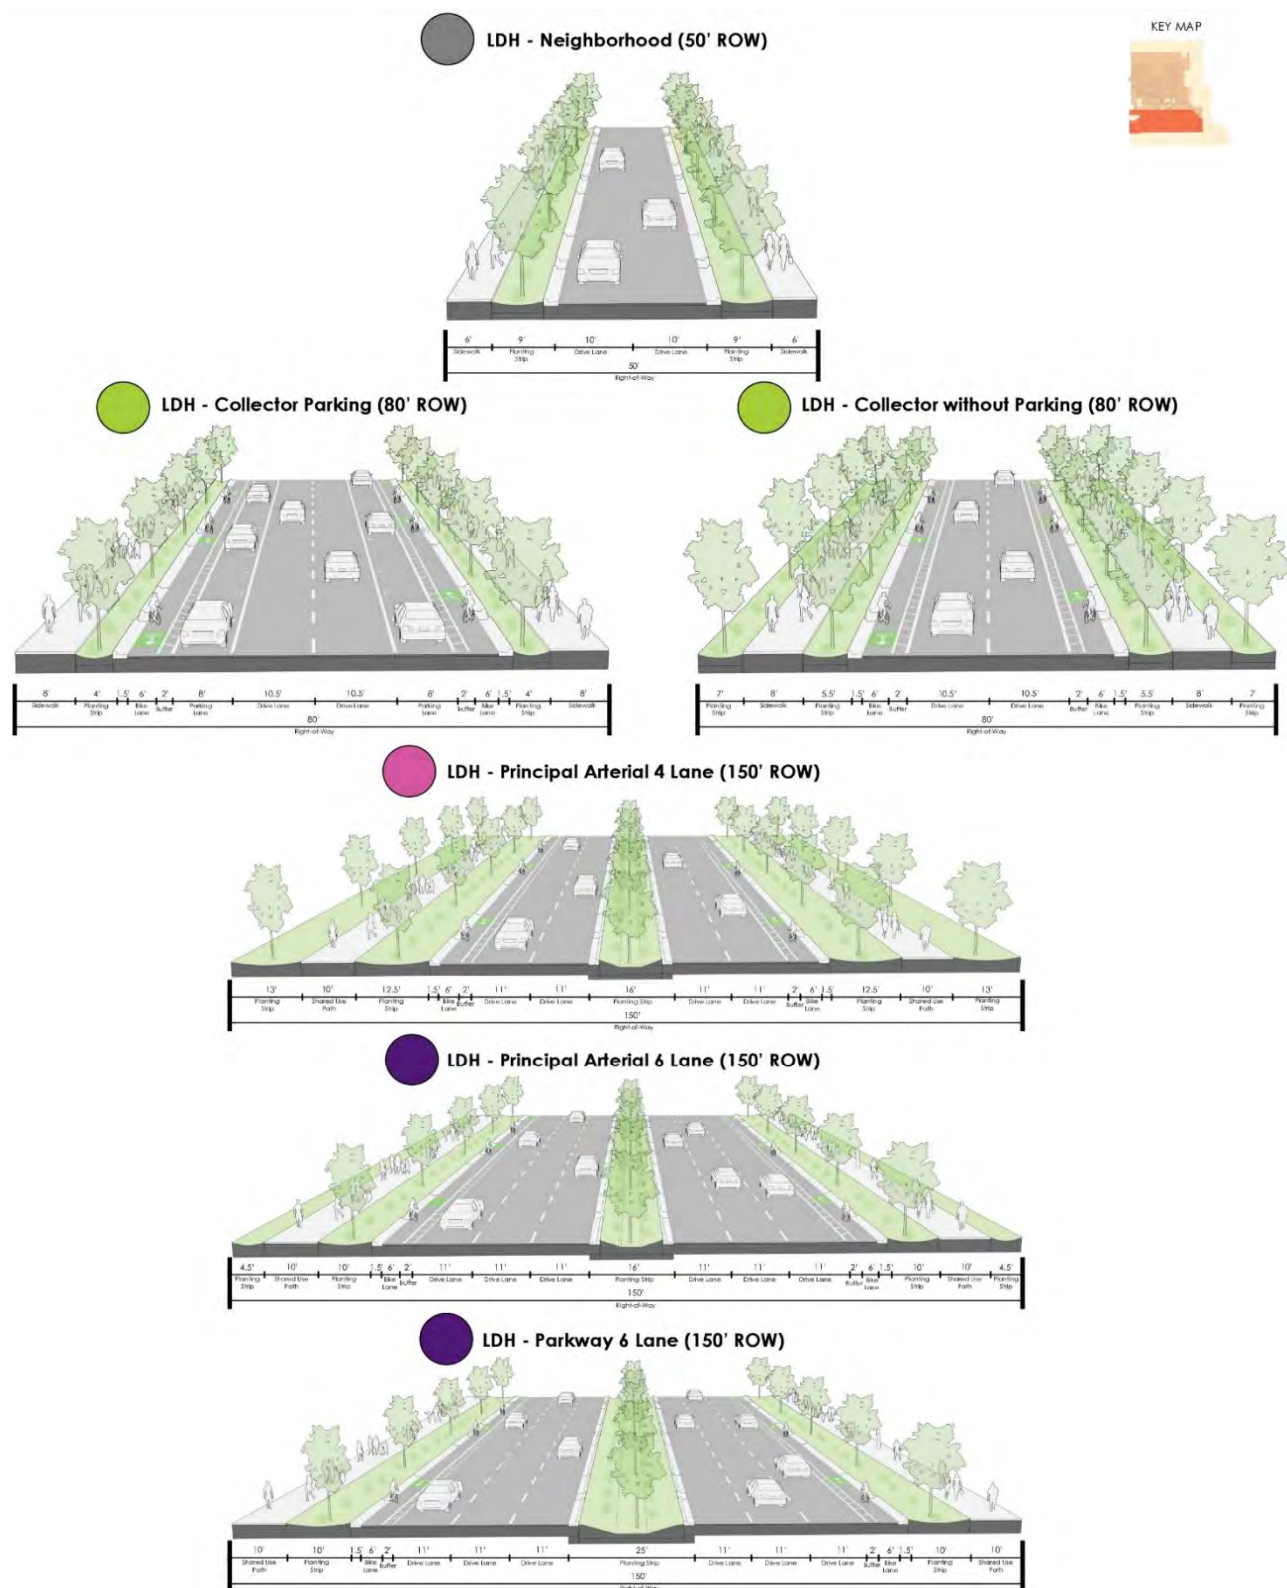 KEY MAP
LDH - Neighborhood (50' ROW)
6' 9' 10' 10' 9' 6'
Sidewalk Planting Strip Drive Lane Drive Lane Planting Strip Sidewalk
50'
Right-of-Way
LDH - Collector Parking (80' ROW)
8' 4' 1.5' 6' 2' 8' 10.5' 10.5' 8' 2' 6' 1.5' 4' 8'
Sidewalk Planting Strip Bike Lane Buffer Parking Lane Drive Lane Drive Lane Parking Lane Buffer Bike Lane Planting Strip Sidewalk
80'
Right-of-Way
LDH - Collector without Parking (80' ROW)
7' 8' 5.5' 1.5' 6' 2' 10.5' 10.5' 2' 6' 1.5' 5.5' 8' 7'
Planting Strip Sidewalk Planting Strip Bike Lane Buffer Drive Lane Drive Lane Buffer Bike Lane Planting Strip Sidewalk Planting Strip
80'
Right-of-Way
LDH - Principal Arterial 4 Lane (150' ROW)
13' 10' 12.5' 1.5' 6' 2' 11' 11' 16' 11' 11' 2' 6' 1.5' 12.5' 10' 13'
Planting Strip Shared Use Path Planting Strip Bike Lane Buffer Drive Lane Drive Lane Planting Strip Drive Lane Drive Lane Buffer Bike Lane Planting Strip Shared Use Path Planting Strip
150'
Right-of-Way
LDH - Principal Arterial 6 Lane (150' ROW)
4.5' 10' 10' 1.5' 6' 2' 11' 11' 11' 16' 11' 11' 11' 2' 6' 1.5' 10' 10' 4.5'
Planting Strip Shared Use Path Planting Strip Bike Lane Buffer Drive Lane Drive Lane Drive Lane Planting Strip Drive Lane Drive Lane Drive Lane Buffer Bike Lane Planting Strip Shared Use Path Planting Strip
150'
Right-of-Way
LDH - Parkway 6 Lane (150' ROW)
10' 10' 1.5' 6' 2' 11' 11' 11' 25' 11' 11' 11' 2' 6' 1.5' 10' 10'
Shared Use Path Planting Strip Bike Lane Buffer Drive Lane Drive Lane Drive Lane Planting Strip Drive Lane Drive Lane Drive Lane Buffer Bike Lane Planting Strip Shared Use Path
150'
Right-of-Way